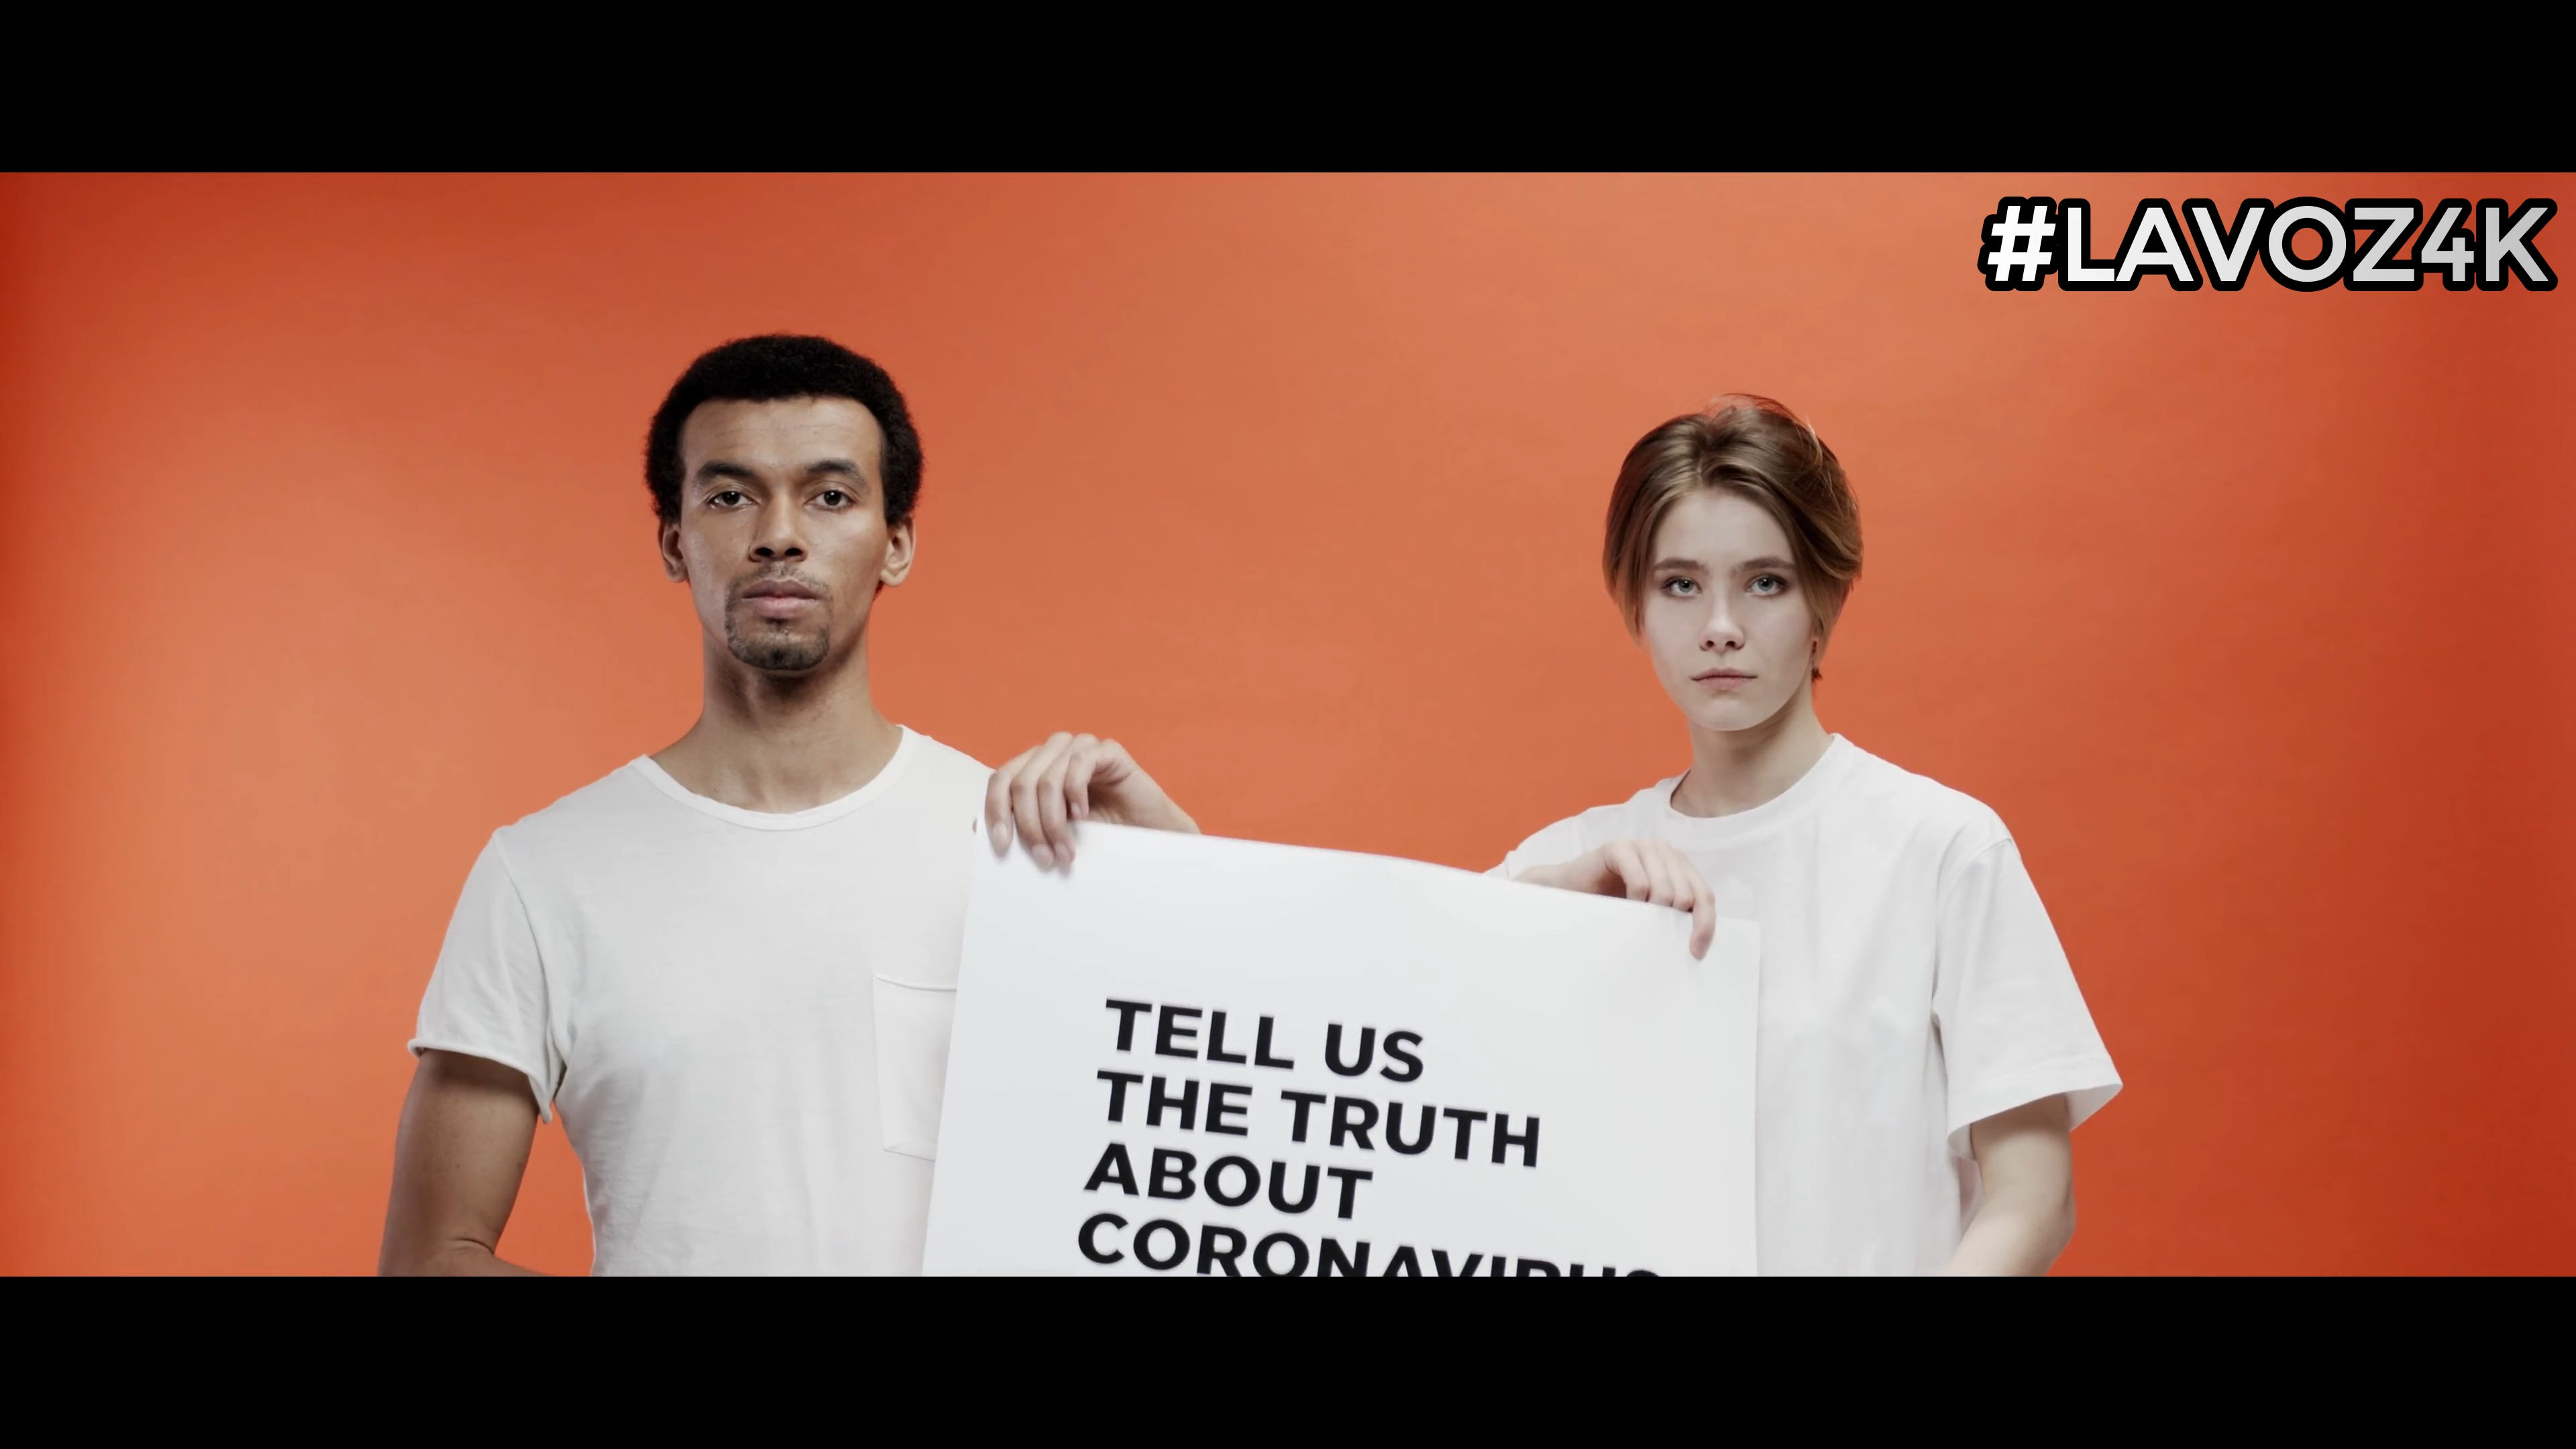 #LAVOZ4K
TELL US
THE TRUTH
ABOUT
CORONAVIRUS